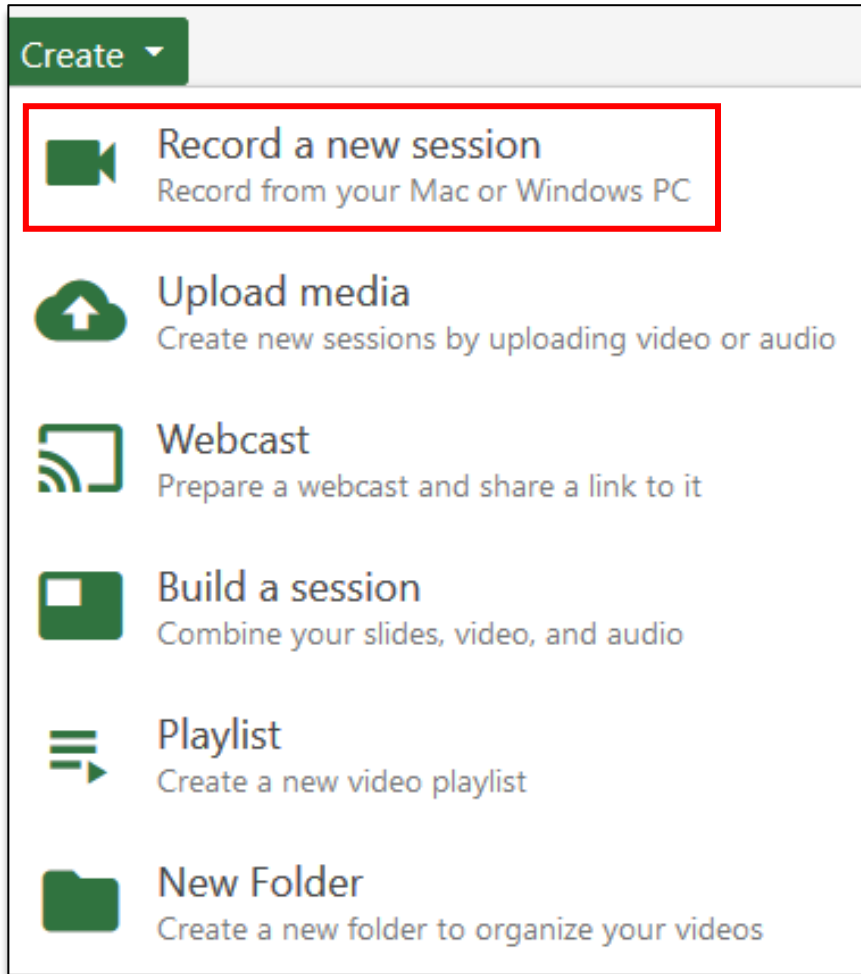 Create
Record a new session
Record from your Mac or Windows PC
Upload media
Create new sessions by uploading video or audio
Webcast
Prepare a webcast and share a link to it
Build a session
Combine your slides, video, and audio
Playlist
Create a new video playlist
New Folder
Create a new folder to organize your videos